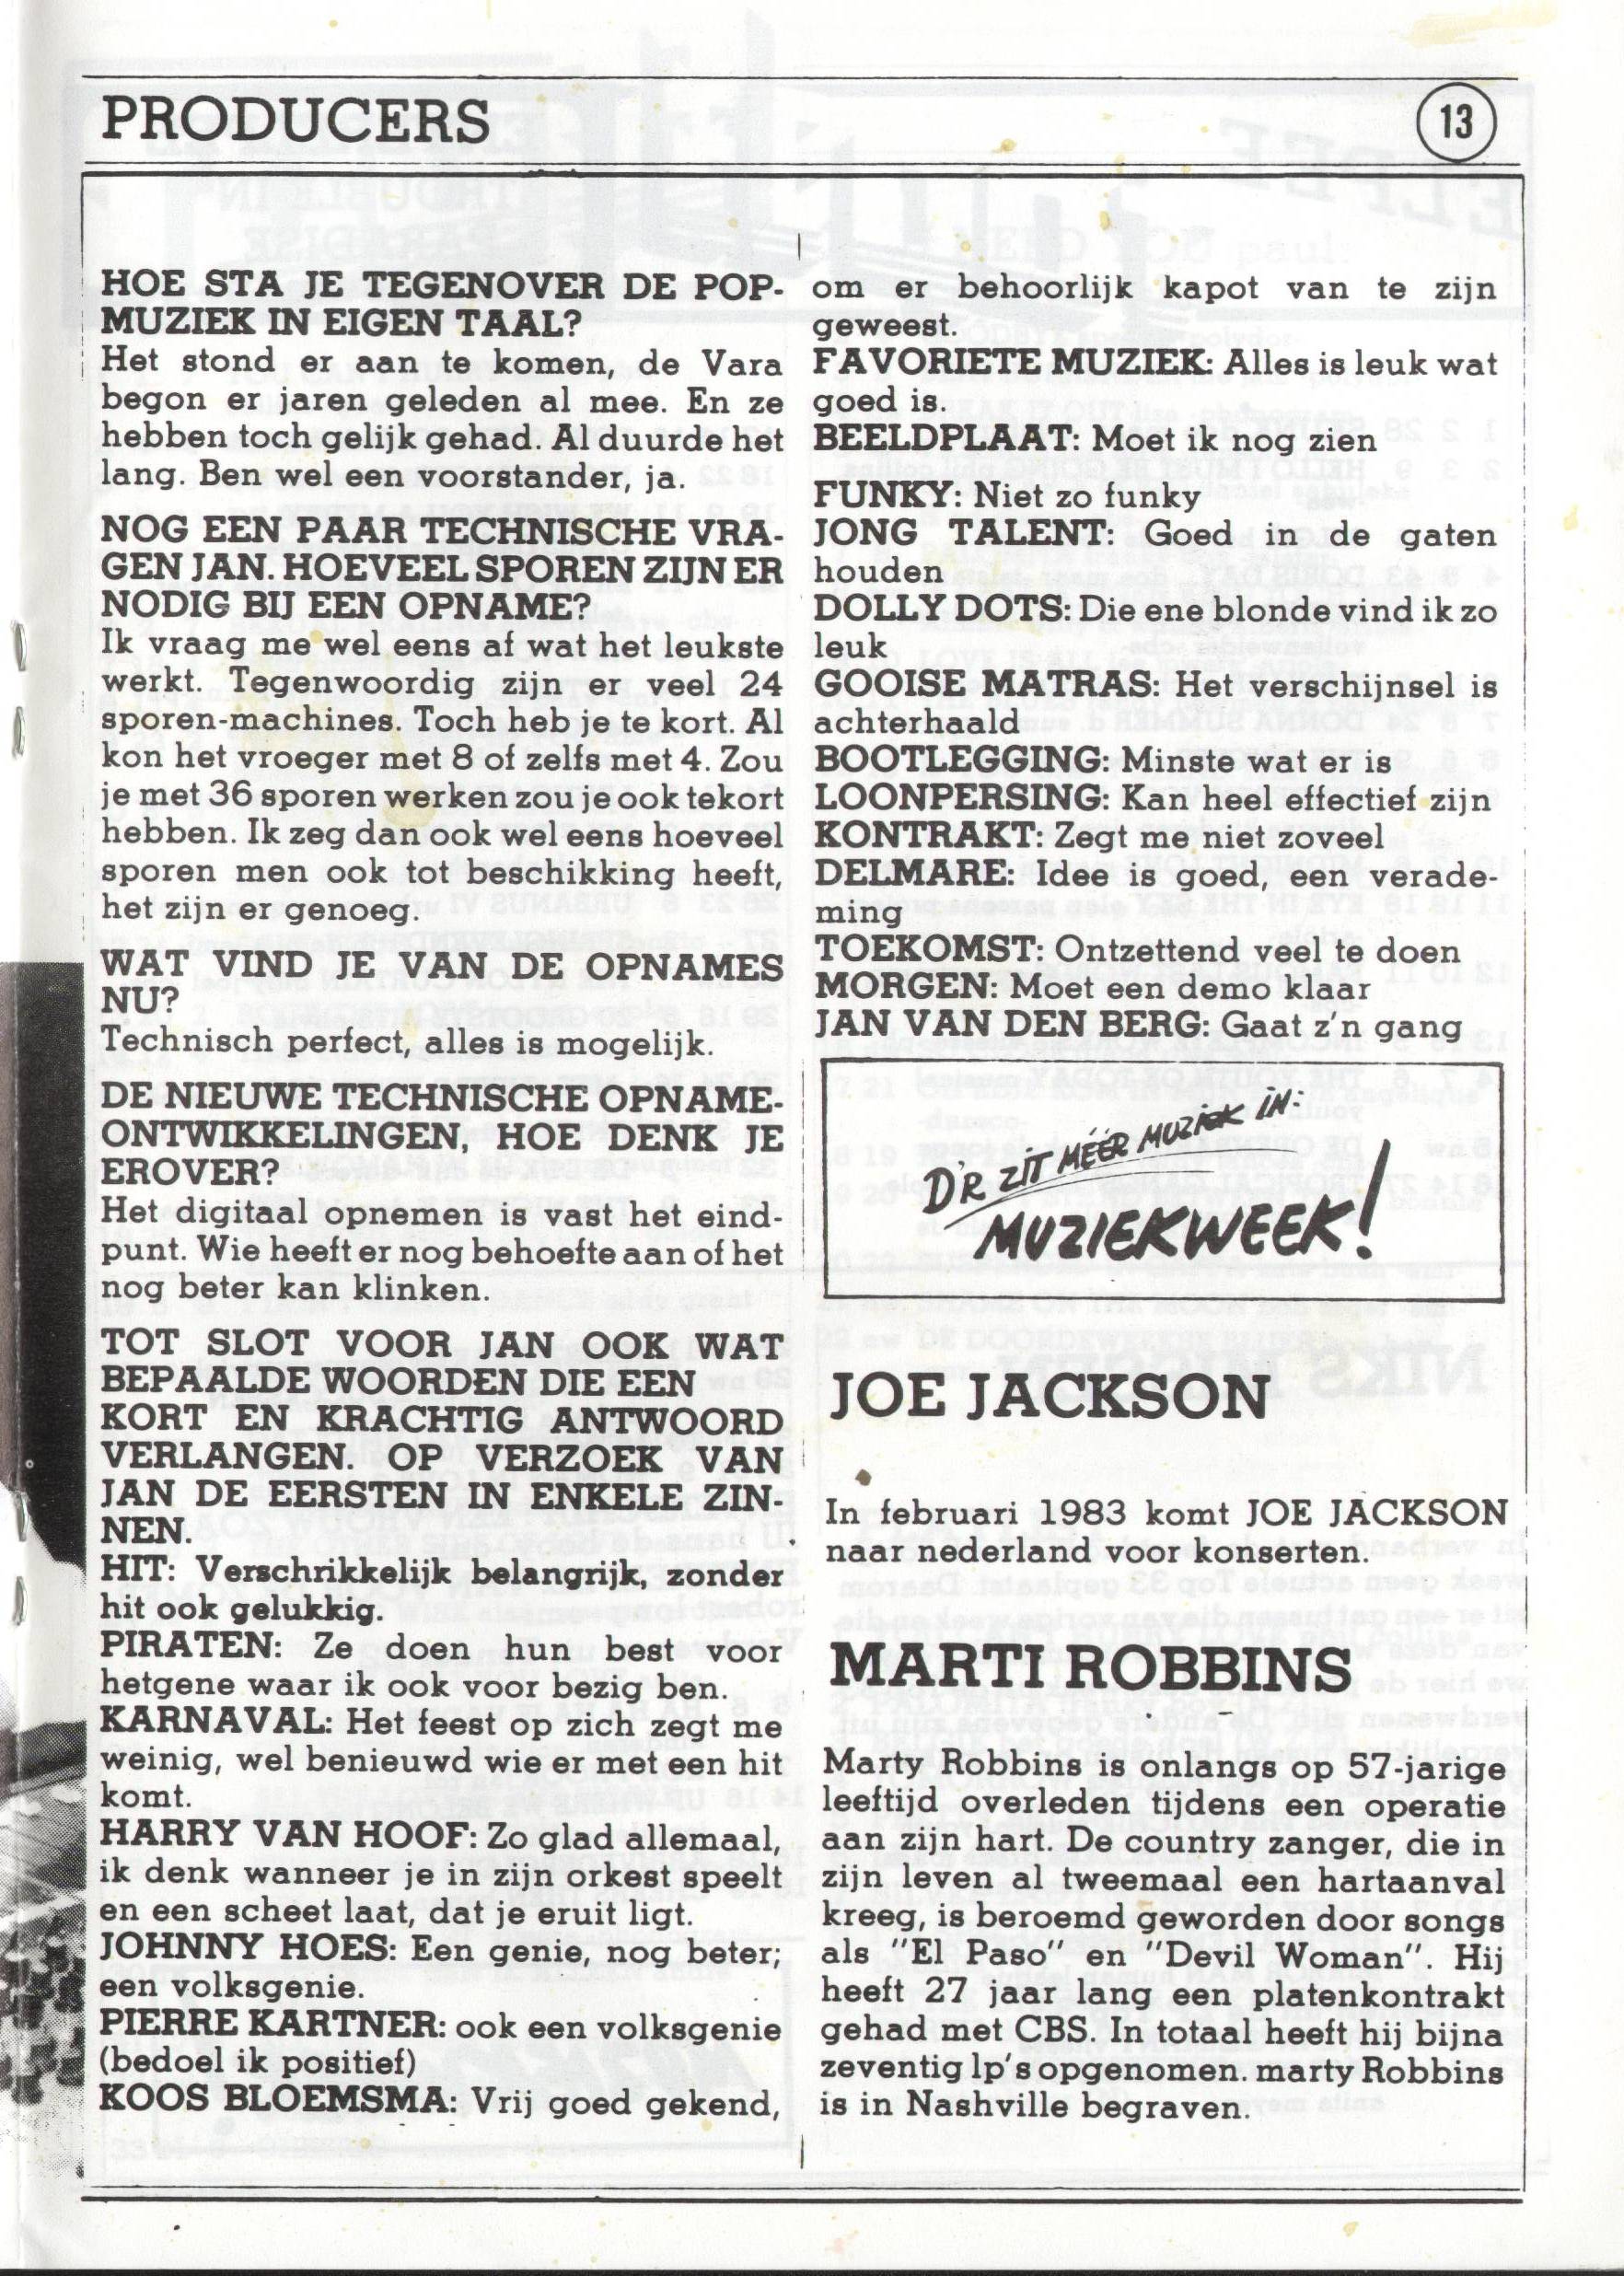 PRODUCERS
13
HOE STA JE TEGENOVER DE POP-
MUZIEK IN EIGEN TAAL?
Het stond er aan te komen, de Vara
begon er jaren geleden al mee. En ze
hebben toch gelijk gehad. Al duurde het
lang. Ben wel een voorstander, ja.
NOG EEN PAAR TECHNISCHE VRA-
GEN JAN. HOEVEEL SPOREN ZIJN ER
NODIG BIJ EEN OPNAME?
Ik vraag me wel eens af wat het leukste
werkt. Tegenwoordig zijn er veel 24
sporen-machines. Toch heb je te kort. Al
kon het vroeger met 8 of zelfs met 4. Zou
je met 36 sporen werken zou je ook tekort
hebben. Ik zeg dan ook wel eens hoeveel
sporen men ook tot beschikking heeft,
het zijn er genoeg.
WAT VIND JE VAN DE OPNAMES
NU?
Technisch perfect, alles is mogelijk.
DE NIEUWE TECHNISCHE OPNAME-
ONTWIKKELINGEN, HOE DENK JE
EROVER?
Het digitaal opnemen is vast het eind-
punt. Wie heeft er nog behoefte aan of het
nog beter kan klinken.
TOT SLOT VOOR JAN OOK WAT
BEPAALDE WOORDEN DIE EEN
KORT EN KRACHTIG ANTWOORD
VERLANGEN. OP VERZOEK VAN
JAN DE EERSTEN IN ENKELE ZIN-
NEN.
HIT: Verschrikkelijk belangrijk, zonder
hit ook gelukkig.
PIRATEN: Ze doen hun best voor
hetgene waar ik ook voor bezig ben.
KARNAVAL: Het feest op zich zegt me
weinig, wel benieuwd wie er met een hit
komt.
HARRY VAN HOOF: Zo glad allemaal,
ik denk wanneer je in zijn orkest speelt
en een scheet laat, dat je eruit ligt.
JOHNNY HOES: Een genie, nog beter;
een volksgenie.
PIERRE KARTNER: ook een volksgenie
(bedoel ik positief)
KOOS BLOEMSMA: Vrij goed gekend,
om er behoorlijk kapot van te zijn
geweest.
FAVORIETE MUZIEK: Alles is leuk wat
goed is.
BEELDPLAAT: Moet ik nog zien
FUNKY: Niet zo funky
JONG TALENT: Goed in de gaten
houden
DOLLY DOTS: Die ene blonde vind ik zo
leuk
GOOISE MATRAS: Het verschijnsel is
achterhaald
BOOTLEGGING: Minste wat er is
LOONPERSING: Kan heel effectief zijn
KONTRAKT: Zegt me niet zoveel
DELMARE: Idee is goed, een verade-
ming
TOEKOMST: Ontzettend veel te doen
MORGEN: Moet een demo klaar
JAN VAN DEN BERG: Gaat z'n gang
D'R ZIT MÉÉR MUZIEK IN:
MUZIEKWEEK!
JOE JACKSON
In februari 1983 komt JOE JACKSON
naar nederland voor konserten.
MARTI ROBBINS
Marty Robbins is onlangs op 57-jarige
leeftijd overleden tijdens een operatie
aan zijn hart. De country zanger, die in
zijn leven al tweemaal een hartaanval
kreeg, is beroemd geworden door songs
als "El Paso" en "Devil Woman". Hij
heeft 27 jaar lang een platenkontrakt
gehad met CBS. In totaal heeft hij bijna
zeventig lp's opgenomen. marty Robbins
is in Nashville begraven.